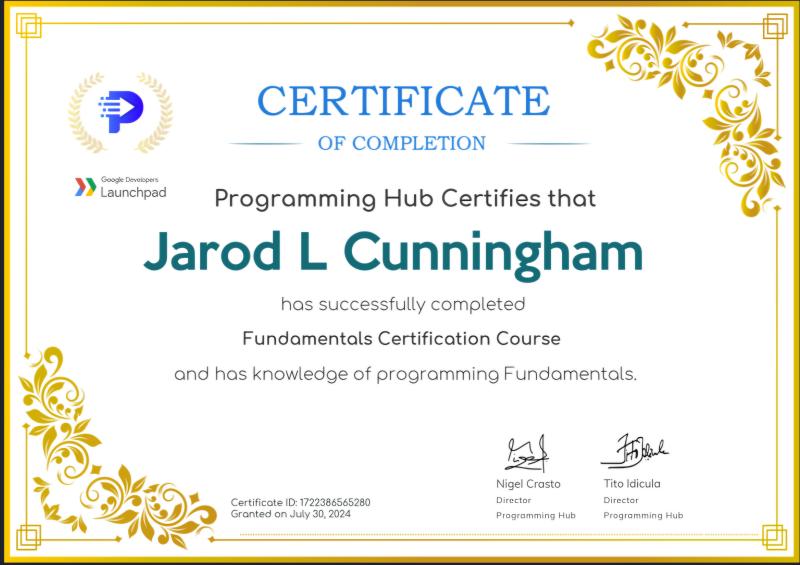 CERTIFICATE
OF COMPLETION
Google Developers
Launchpad
Programming Hub Certifies that
Jarod L Cunningham
has successfully completed
Fundamentals Certification Course
and has knowledge of programming Fundamentals.
Nigel Crasto
Director
Programming Hub
Tito Idicula
Director
Programming Hub
Certificate ID: 1722386565280
Granted on July 30, 2024